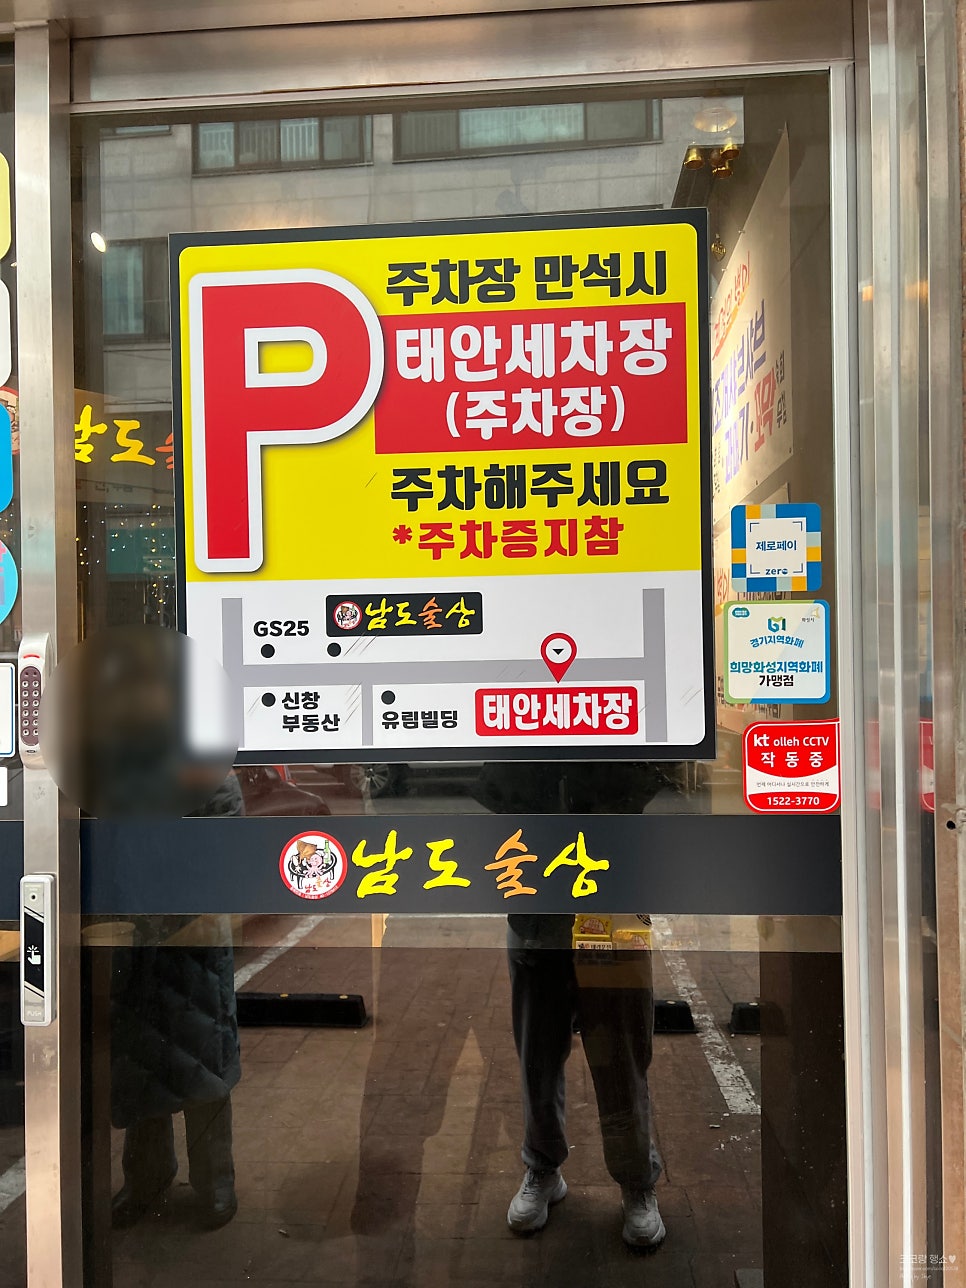 주차장 만석시
P
태안세차장
(주차장)
주차해주세요
*주차증지참
GS25
남도술상
신창
부동산
유림빌딩
태안세차장
남도술
제로페이
zero
경기지역화폐
희망화성지역화폐
가맹점
kt olleh CCTV
작동중
1522-3770
남도술상
PUSH